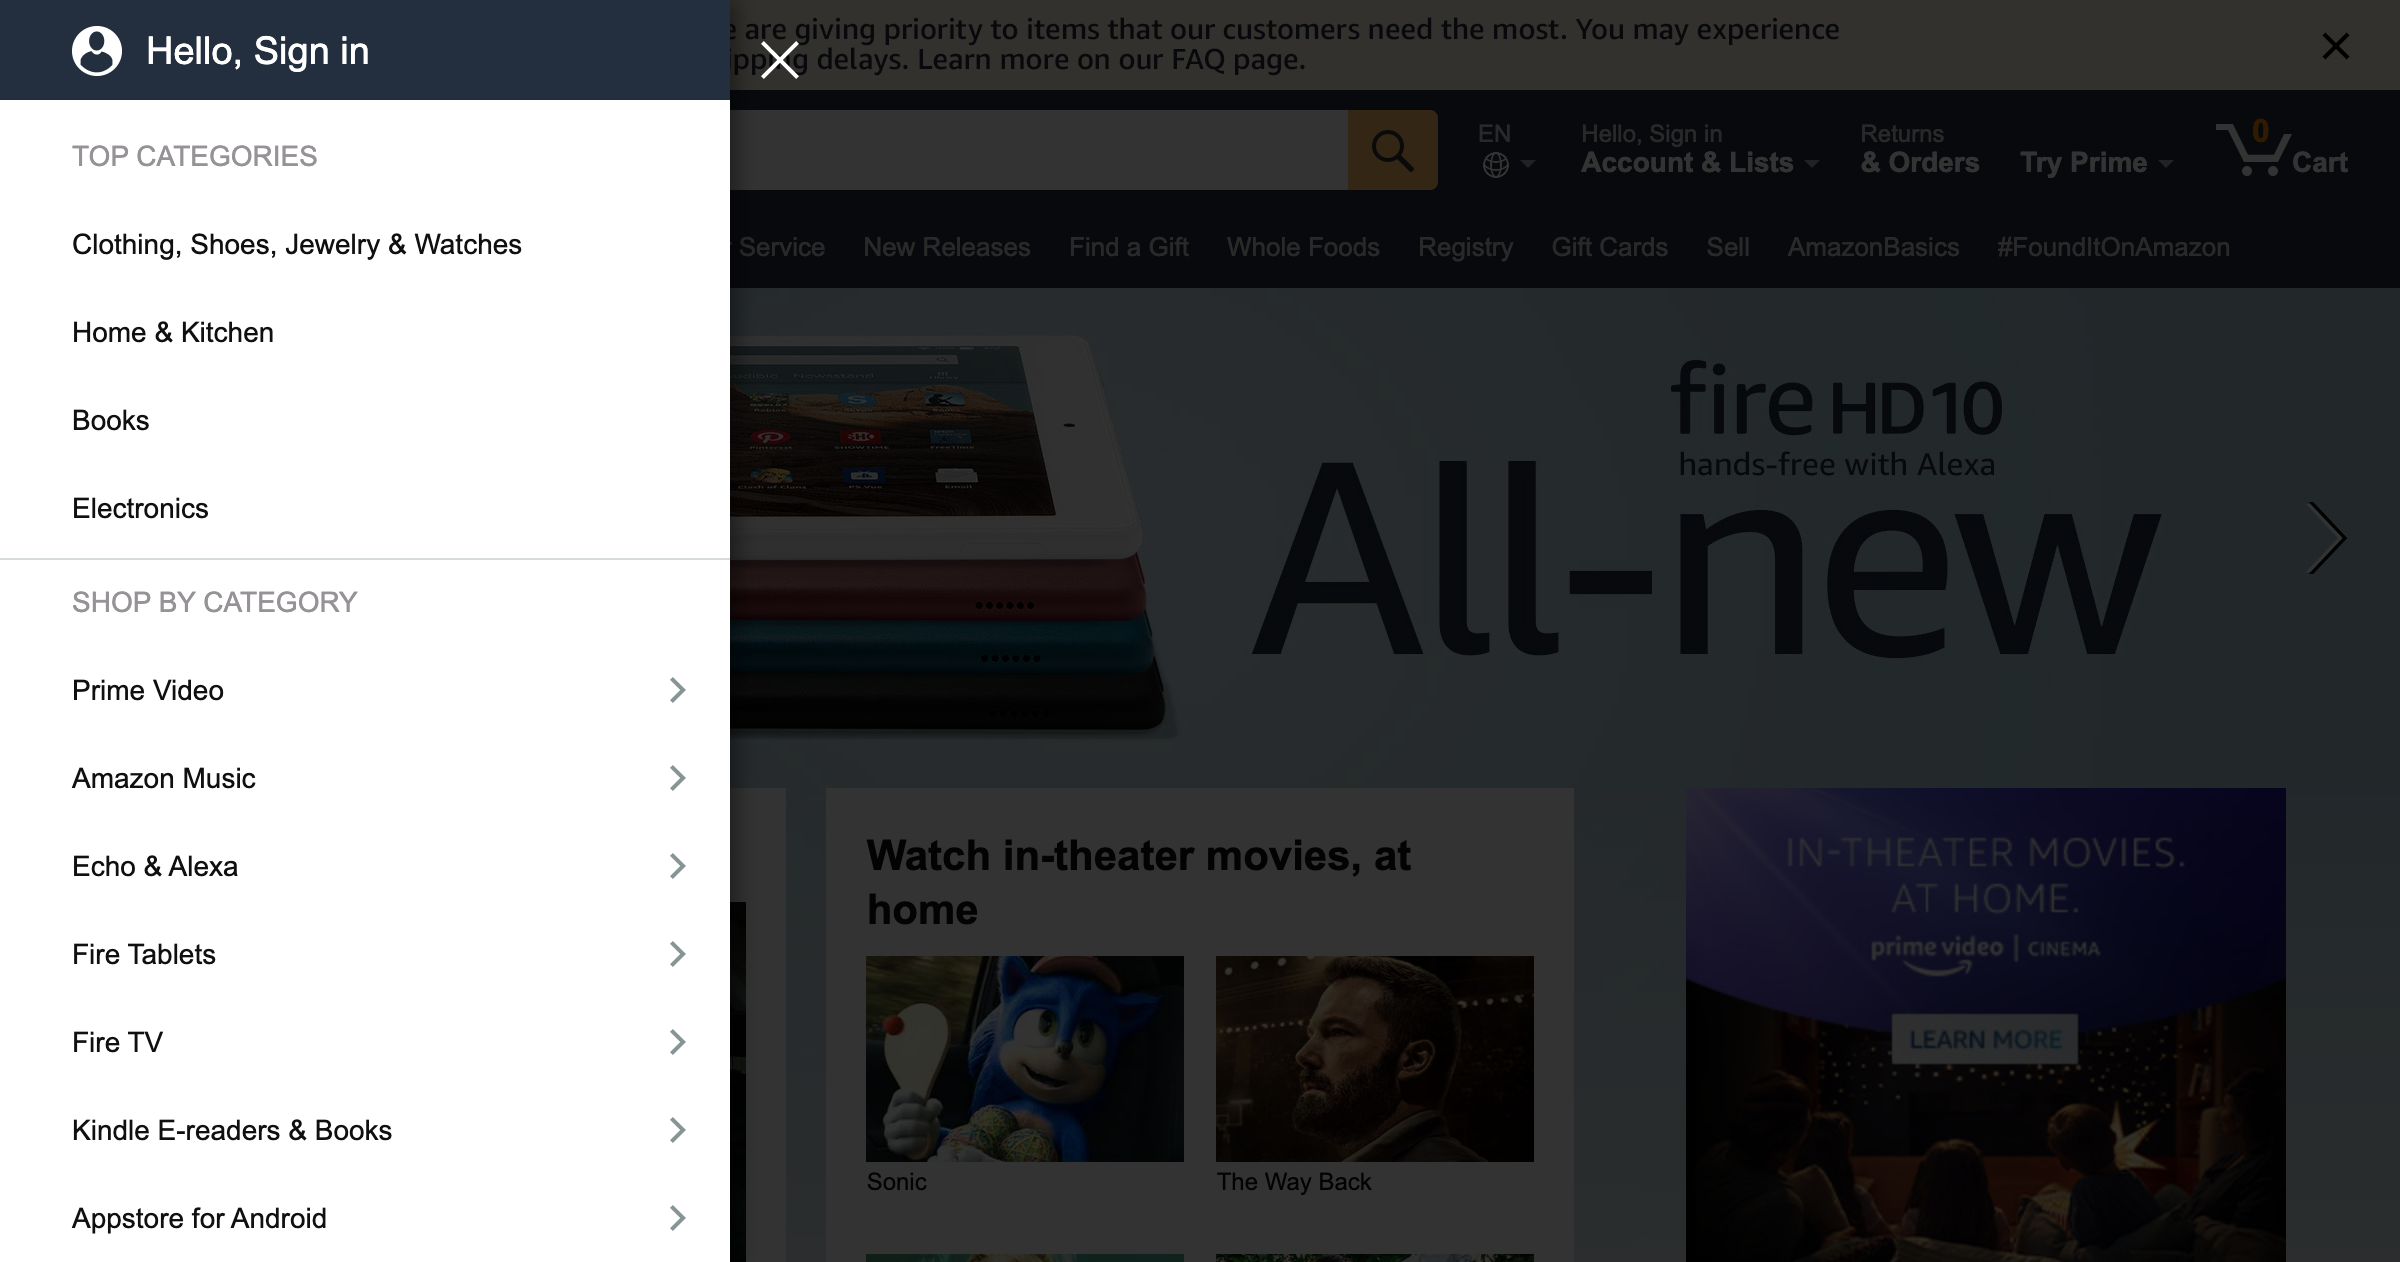 Hello, Sign in
TOP CATEGORIES
Clothing, Shoes, Jewelry & Watches
Home & Kitchen
Books
Electronics
SHOP BY CATEGORY
Prime Video
Amazon Music
Echo & Alexa
Fire Tablets
Fire TV
Kindle E-readers & Books
Appstore for Android
are giving priority to items that our customers need the most. You may experience
delays. Learn more on our FAQ page.
EN
Hello, Sign in
Account & Lists
Returns
& Orders
Try Prime
0
Cart
Service
New Releases
Find a Gift
Whole Foods
Registry
Gift Cards
Sell
AmazonBasics
#FoundItOnAmazon
fire HD10
hands-free with Alexa
All-new
Watch in-theater movies, at
home
Sonic
The Way Back
IN-THEATER MOVIES.
AT HOME.
prime video | CINEMA
LEARN MORE